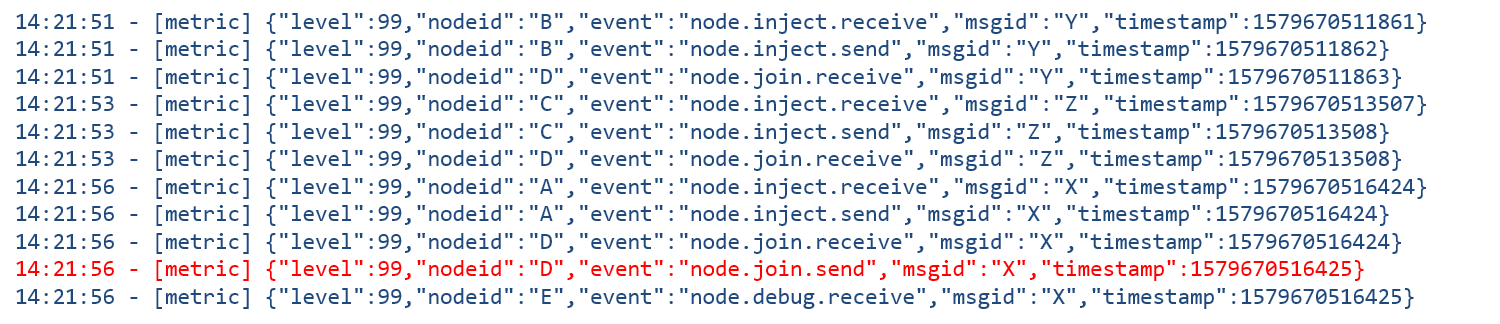 14:21:51 - [metric] {"level":99,"nodeid":"B","event":"node.inject.receive","msgid":"Y","timestamp":1579670511861}
14:21:51 - [metric] {"level":99,"nodeid":"B","event":"node.inject.send","msgid":"Y","timestamp":1579670511862}
14:21:51 - [metric] {"level":99,"nodeid":"D","event":"node.join.receive","msgid":"Y","timestamp":1579670511863}
14:21:53 - [metric] {"level":99,"nodeid":"C","event":"node.inject.receive","msgid":"Z","timestamp":1579670513507}
14:21:53 - [metric] {"level":99,"nodeid":"C","event":"node.inject.send","msgid":"Z","timestamp":1579670513508}
14:21:53 - [metric] {"level":99,"nodeid":"D","event":"node.join.receive","msgid":"Z","timestamp":1579670513508}
14:21:56 - [metric] {"level":99,"nodeid":"A","event":"node.inject.receive","msgid":"X","timestamp":1579670516424}
14:21:56 - [metric] {"level":99,"nodeid":"A","event":"node.inject.send","msgid":"X","timestamp":1579670516424}
14:21:56 - [metric] {"level":99,"nodeid":"D","event":"node.join.receive","msgid":"X","timestamp":1579670516424}
14:21:56 - [metric] {"level":99,"nodeid":"D","event":"node.join.send","msgid":"X","timestamp":1579670516425}
14:21:56 - [metric] {"level":99,"nodeid":"E","event":"node.debug.receive","msgid":"X","timestamp":1579670516425}